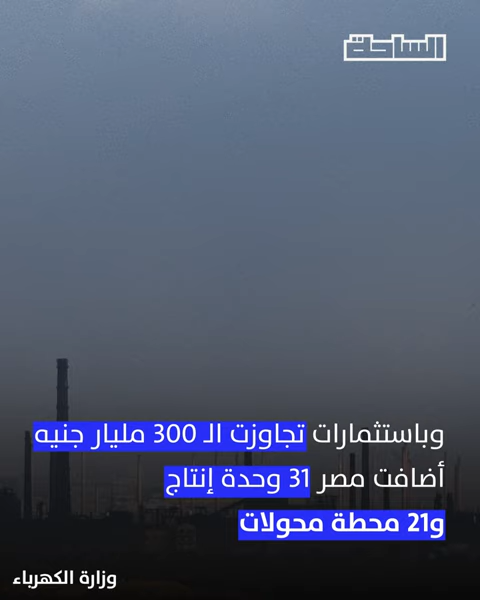 الساحة
وباستثمارات تجاوزت الـ 300 مليار جنيه
أضافت مصر 31 وحدة إنتاج
و21 محطة محولات
وزارة الكهرباء